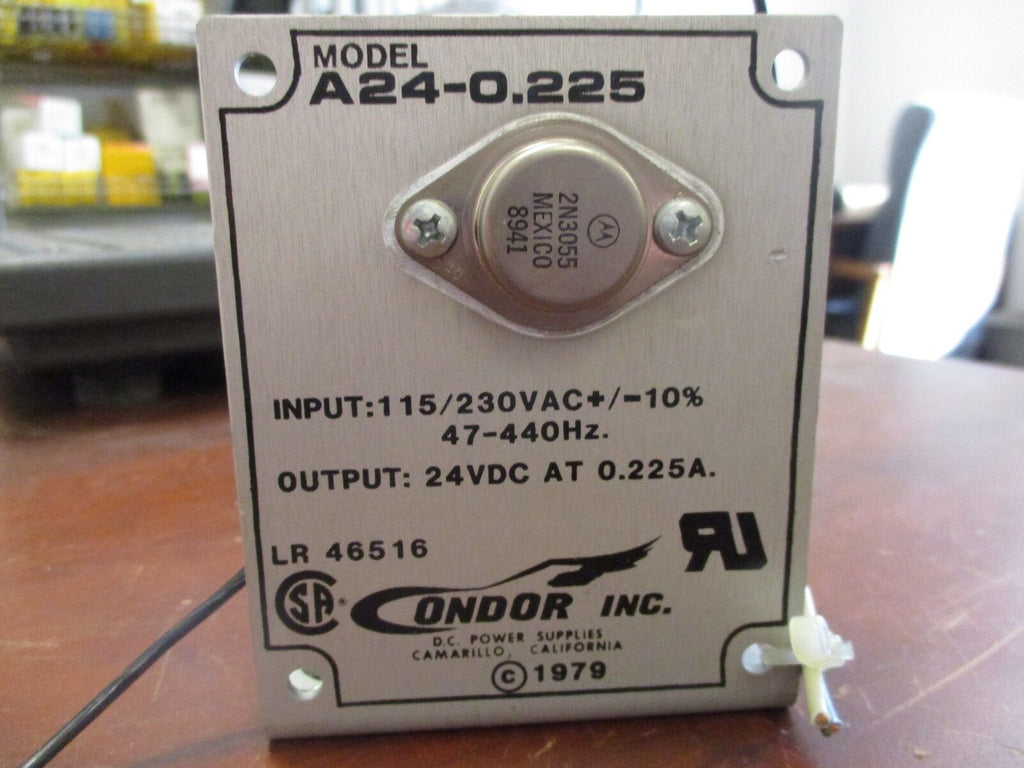 MODEL
A24-0.225
2N3055
MEXICO
8941
INPUT:115/230VAC+/-10%
47-440Hz.
OUTPUT: 24VDC AT 0.225A.
LR 46516
SA®
CONDOR INC.
D.C. POWER SUPPLIES
CAMARILLO, CALIFORNIA
©1979